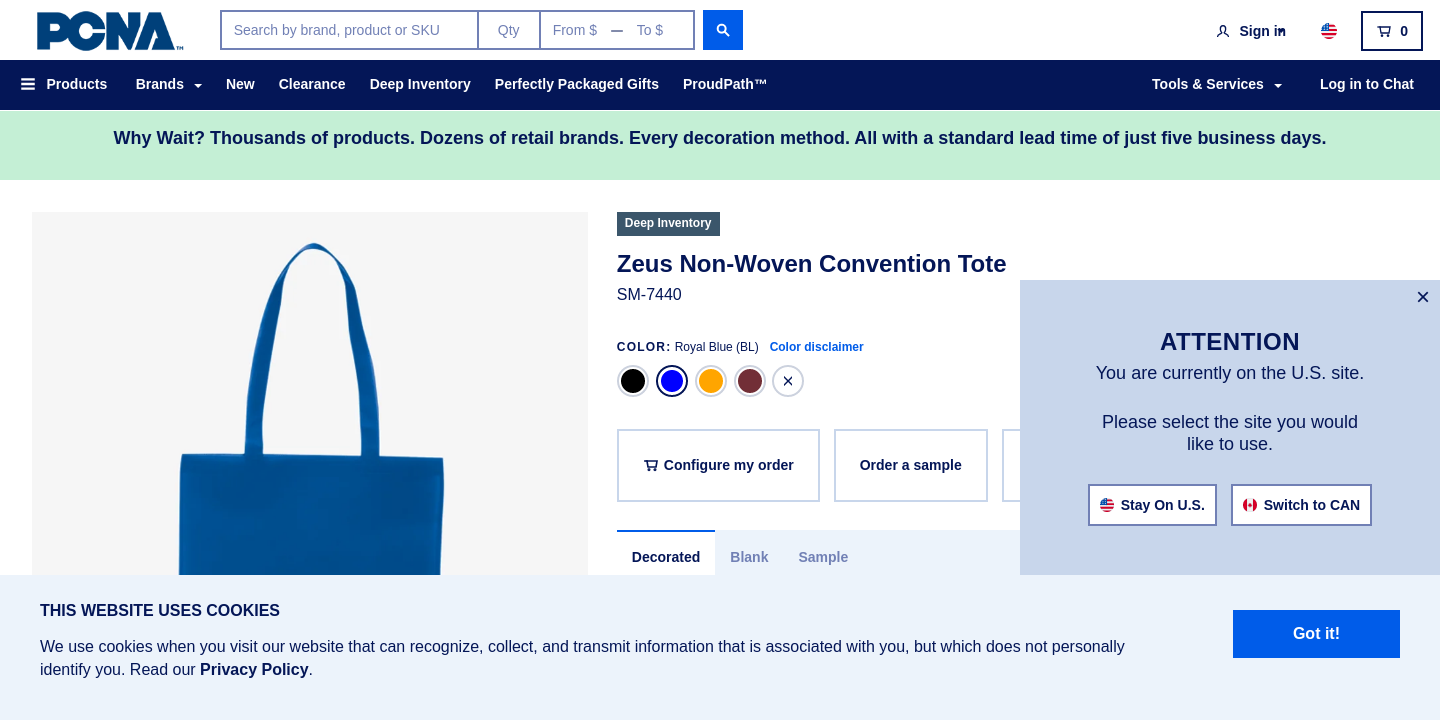 PCNA™
Search by brand, product or SKU
Qty
From $ — To $
Sign in
0
Products
Brands
New
Clearance
Deep Inventory
Perfectly Packaged Gifts
ProudPath™
Tools & Services
Log in to Chat
Why Wait? Thousands of products. Dozens of retail brands. Every decoration method. All with a standard lead time of just five business days.
Deep Inventory
Zeus Non-Woven Convention Tote
SM-7440
COLOR: Royal Blue (BL) Color disclaimer
Configure my order
Order a sample
Decorated
Blank
Sample
ATTENTION
You are currently on the U.S. site.
Please select the site you would
like to use.
Stay On U.S.
Switch to CAN
THIS WEBSITE USES COOKIES
We use cookies when you visit our website that can recognize, collect, and transmit information that is associated with you, but which does not personally
identify you. Read our Privacy Policy.
Got it!